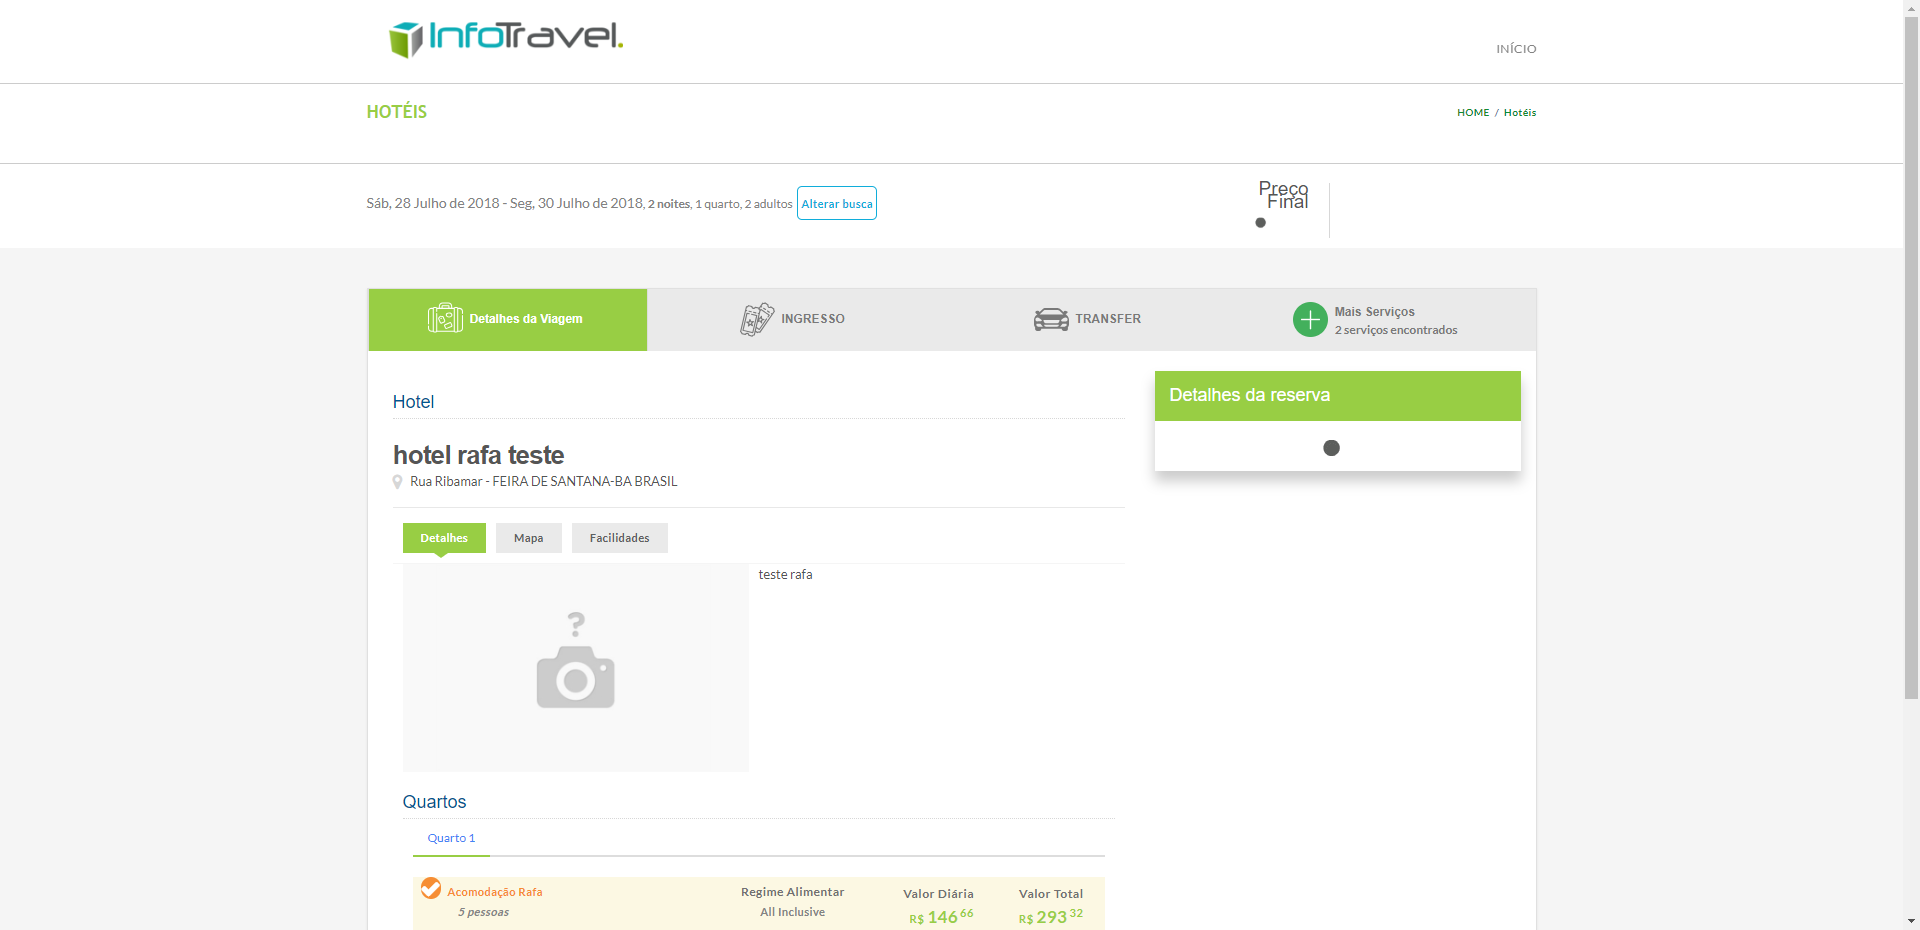 InfoTravel.
INÍCIO
HOTÉIS
HOME / Hotéis
Sáb, 28 Julho de 2018 - Seg, 30 Julho de 2018, 2 noites, 1 quarto, 2 adultos Alterar busca
Preço
Final
Detalhes da Viagem
INGRESSO
TRANSFER
Mais Serviços
2 serviços encontrados
Hotel
hotel rafa teste
Rua Ribamar - FEIRA DE SANTANA-BA BRASIL
Detalhes Mapa Facilidades
teste rafa
Detalhes da reserva
Quartos
Quarto 1
Acomodação Rafa
5 pessoas
Regime Alimentar
All Inclusive
Valor Diária
R$ 146 66
Valor Total
R$ 293 32